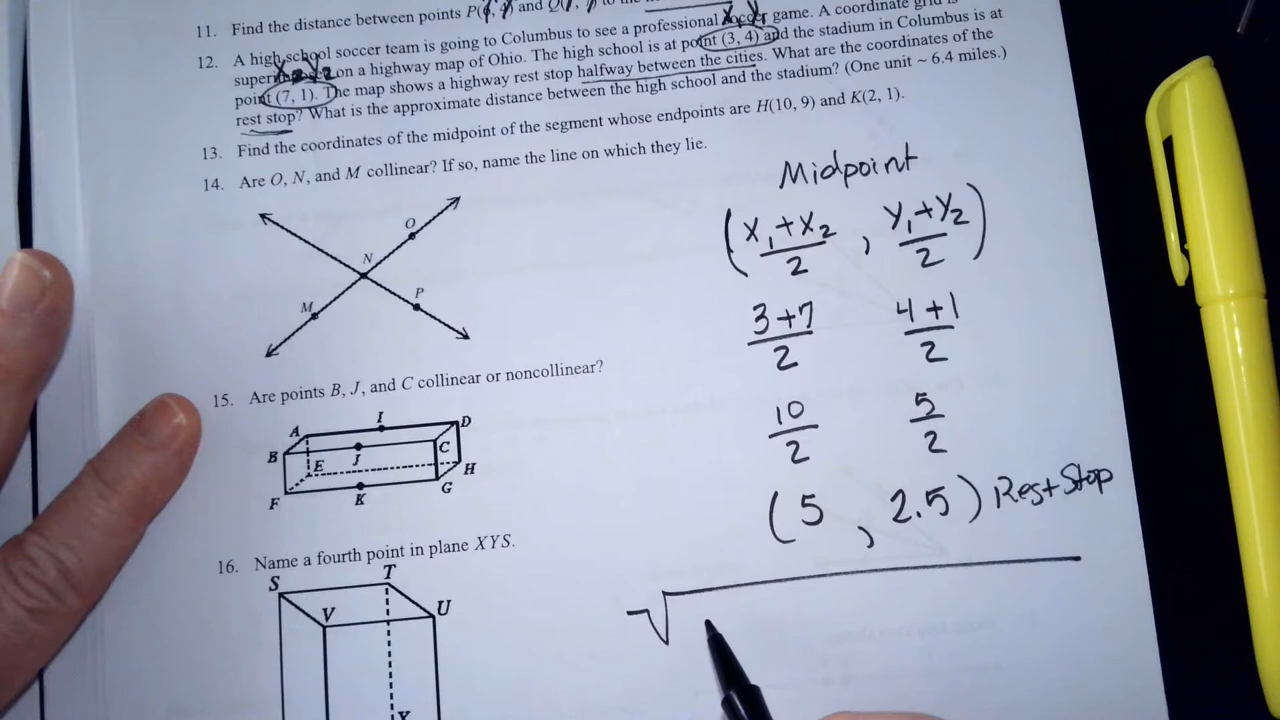 11. Find the distance between points P( and
12. A high school soccer team is going to Columbus to see a professional soccer game. A coordinate grid is
on a highway map of Ohio. The high school is at point (3, 4) and the stadium in Columbus is at
point (7, 1). The map shows a highway rest stop halfway between the cities. What are the coordinates of the
rest stop? What is the approximate distance between the high school and the stadium? (One unit ~ 6.4 miles.)
13. Find the coordinates of the midpoint of the segment whose endpoints are H(10, 9) and K(2, 1).
14. Are O, N, and M collinear? If so, name the line on which they lie.
O
N
M
P
15. Are points B, J, and C collinear or noncollinear?
A I D
B J C
E H
F K G
16. Name a fourth point in plane XYS.
S T
V U
Y
Midpoint
(X₁+X₂/2 , Y₁+Y₂/2)
3+7/2 4+1/2
10/2 5/2
(5 , 2.5) Rest Stop
√